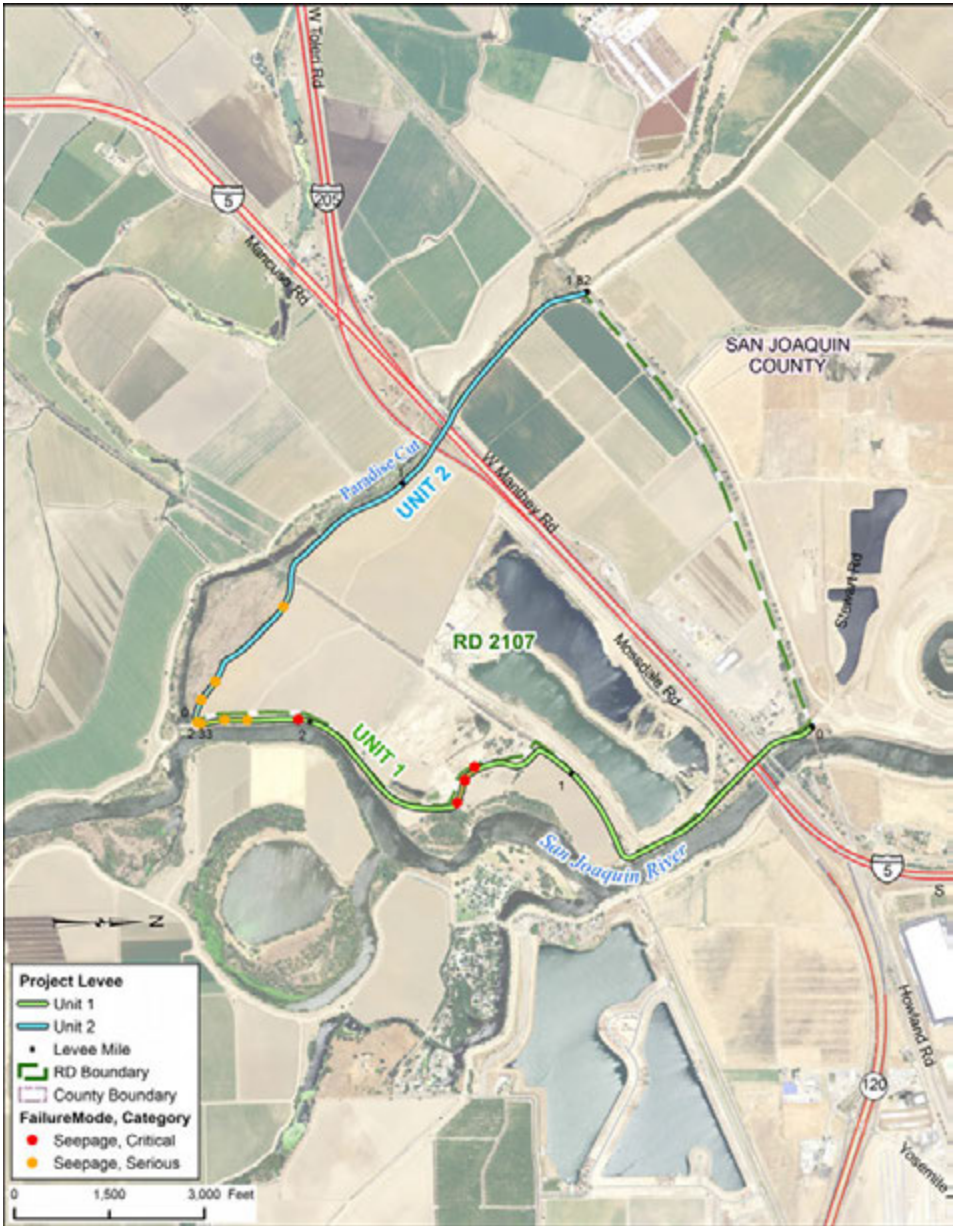 W Tolen Rd
5
205
Mancuso Rd
1.82
SAN JOAQUIN
COUNTY
Paradise Cut
UNIT 2
W Manthey Rd
Stewart Rd
RD 2107
Mossdale Rd
0
2.33
2
UNIT 1
0
1
San Joaquin River
5
S
N
Howland Rd
120
Yosemite A
Project Levee
Unit 1
Unit 2
Levee Mile
RD Boundary
County Boundary
FailureMode, Category
Seepage, Critical
Seepage, Serious
0 1,500 3,000 Feet